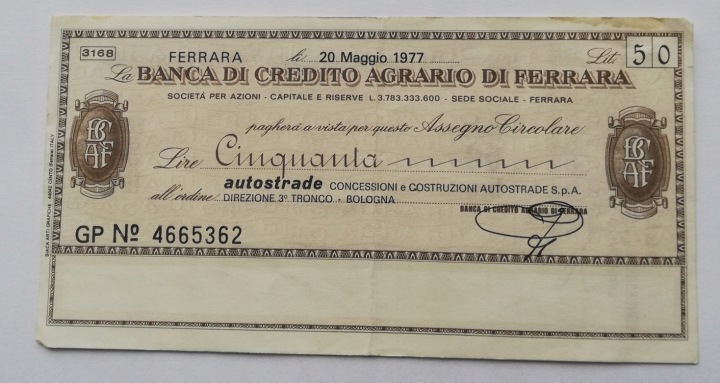 3168
FERRARA li 20 Maggio 1977 Lit. 50
La BANCA DI CREDITO AGRARIO DI FERRARA
SOCIETÀ PER AZIONI - CAPITALE E RISERVE L. 3.783.333.600 - SEDE SOCIALE - FERRARA
pagherà a vista per questo Assegno Circolare
Lire Cinquanta
autostrade CONCESSIONI e COSTRUZIONI AUTOSTRADE S.p.A.
all'ordine DIREZIONE 3º TRONCO - BOLOGNA
BANCA DI CREDITO AGRARIO DI FERRARA
GP Nº 4665362
BCAF
BCAF